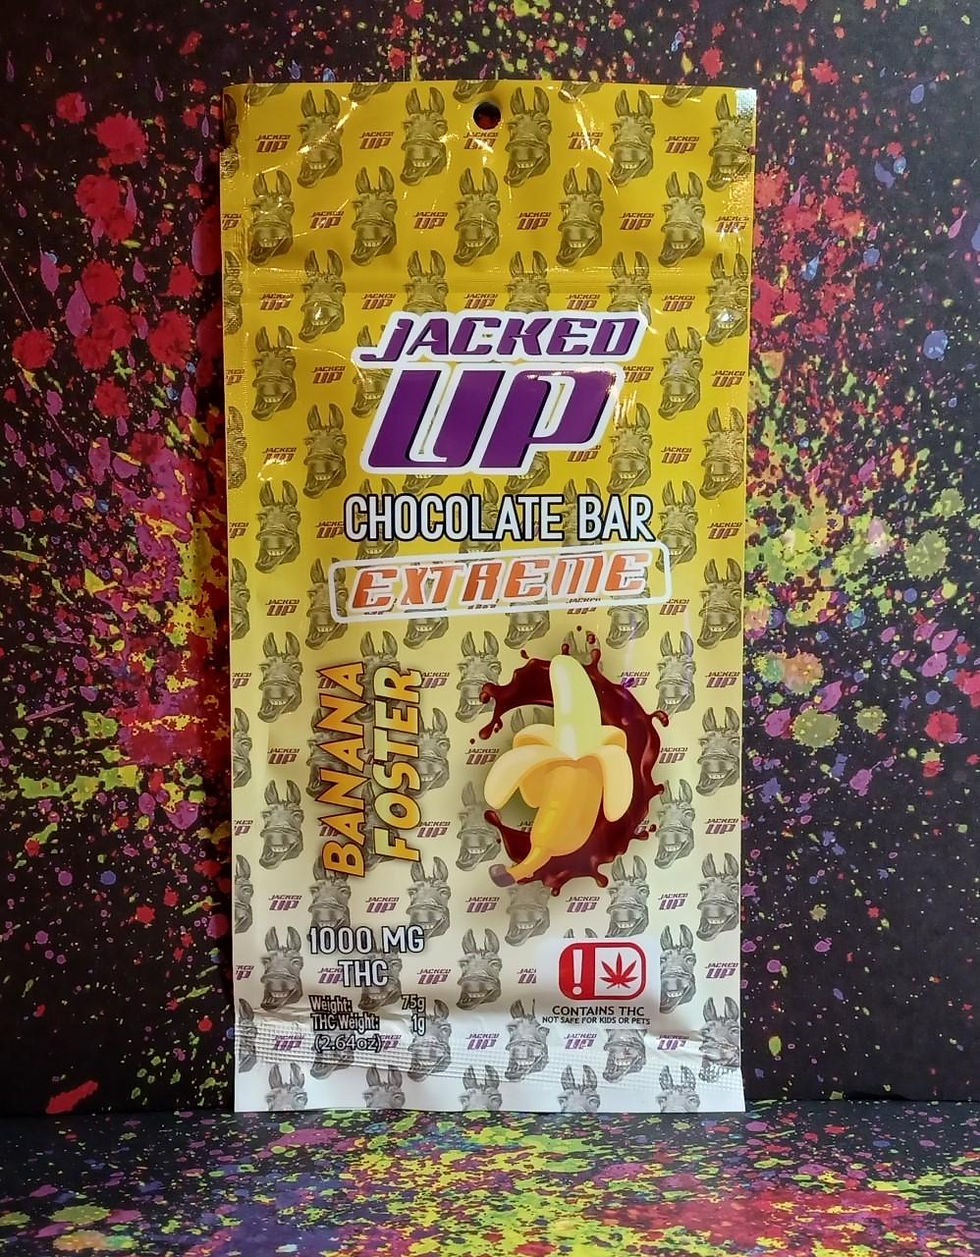 JACKED
UP
CHOCOLATE BAR
EXTREME
BANANA
FOSTER
1000 MG
THC
Weight: 75g
THC Weight: 1g
(2.64oz)
!
CONTAINS THC
NOT SAFE FOR KIDS OR PETS